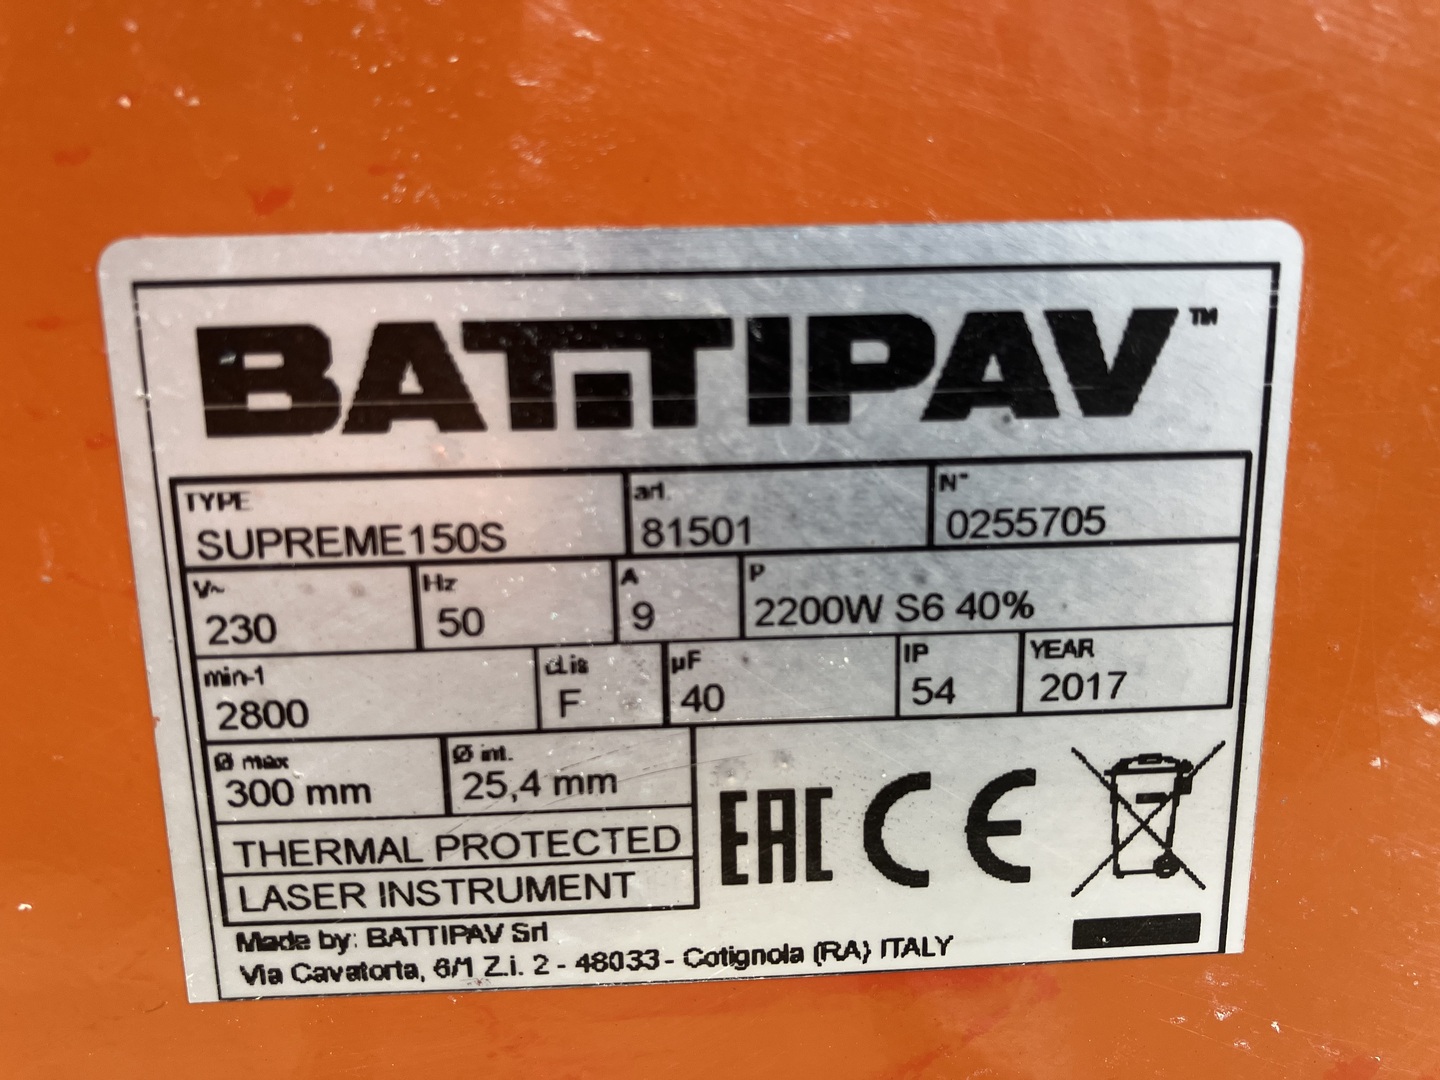 BATTIPAV™
TYPE art. N°
SUPREME150S 81501 0255705
V~ Hz A P
230 50 9 2200W S6 40%
min-1 cl.is µF IP YEAR
2800 F 40 54 2017
Ø max Ø int.
300 mm 25,4 mm
THERMAL PROTECTED
LASER INSTRUMENT
EAC CE
Made by: BATTIPAV Srl
Via Cavatorta, 6/1 Z.i. 2 - 48033 - Cotignola (RA) ITALY